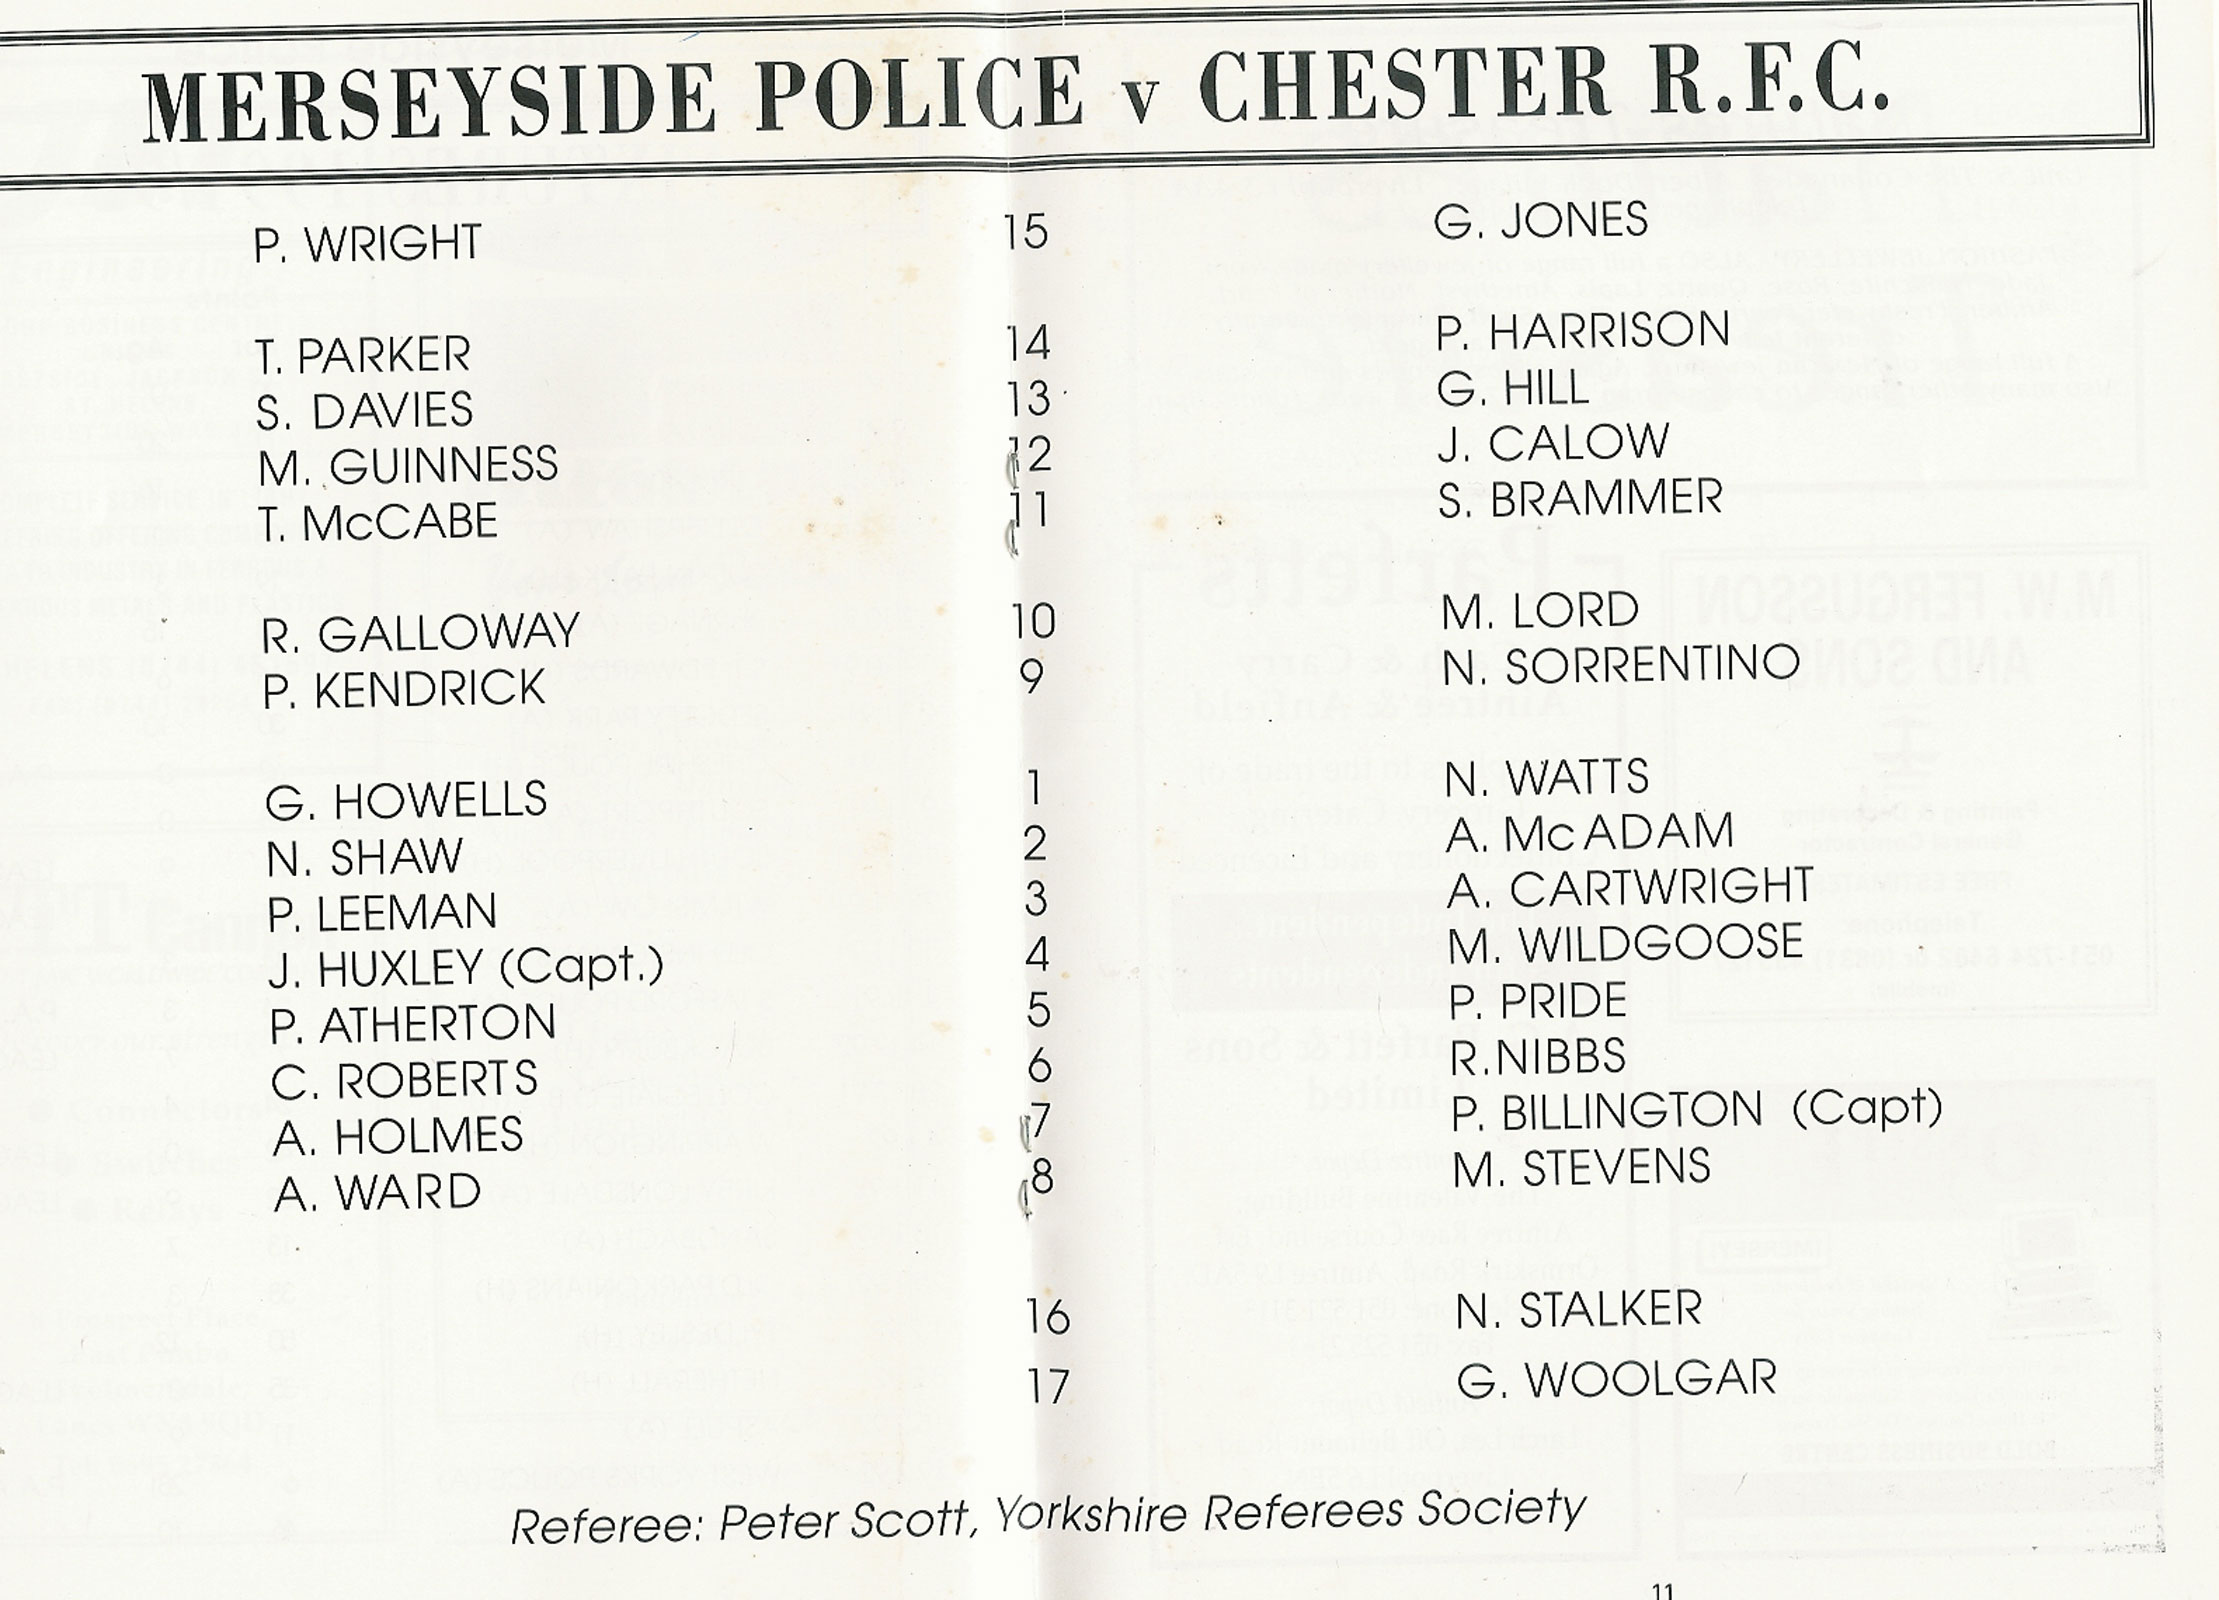 MERSEYSIDE POLICE v CHESTER R.F.C.
P. WRIGHT 15 G. JONES
T. PARKER 14 P. HARRISON
S. DAVIES 13 G. HILL
M. GUINNESS 12 J. CALOW
T. McCABE 11 S. BRAMMER
R. GALLOWAY 10 M. LORD
P. KENDRICK 9 N. SORRENTINO
G. HOWELLS 1 N. WATTS
N. SHAW 2 A. McADAM
P. LEEMAN 3 A. CARTWRIGHT
J. HUXLEY (Capt.) 4 M. WILDGOOSE
P. ATHERTON 5 P. PRIDE
C. ROBERTS 6 R.NIBBS
A. HOLMES 7 P. BILLINGTON (Capt)
A. WARD 8 M. STEVENS
16 N. STALKER
17 G. WOOLGAR
Referee: Peter Scott, Yorkshire Referees Society
11